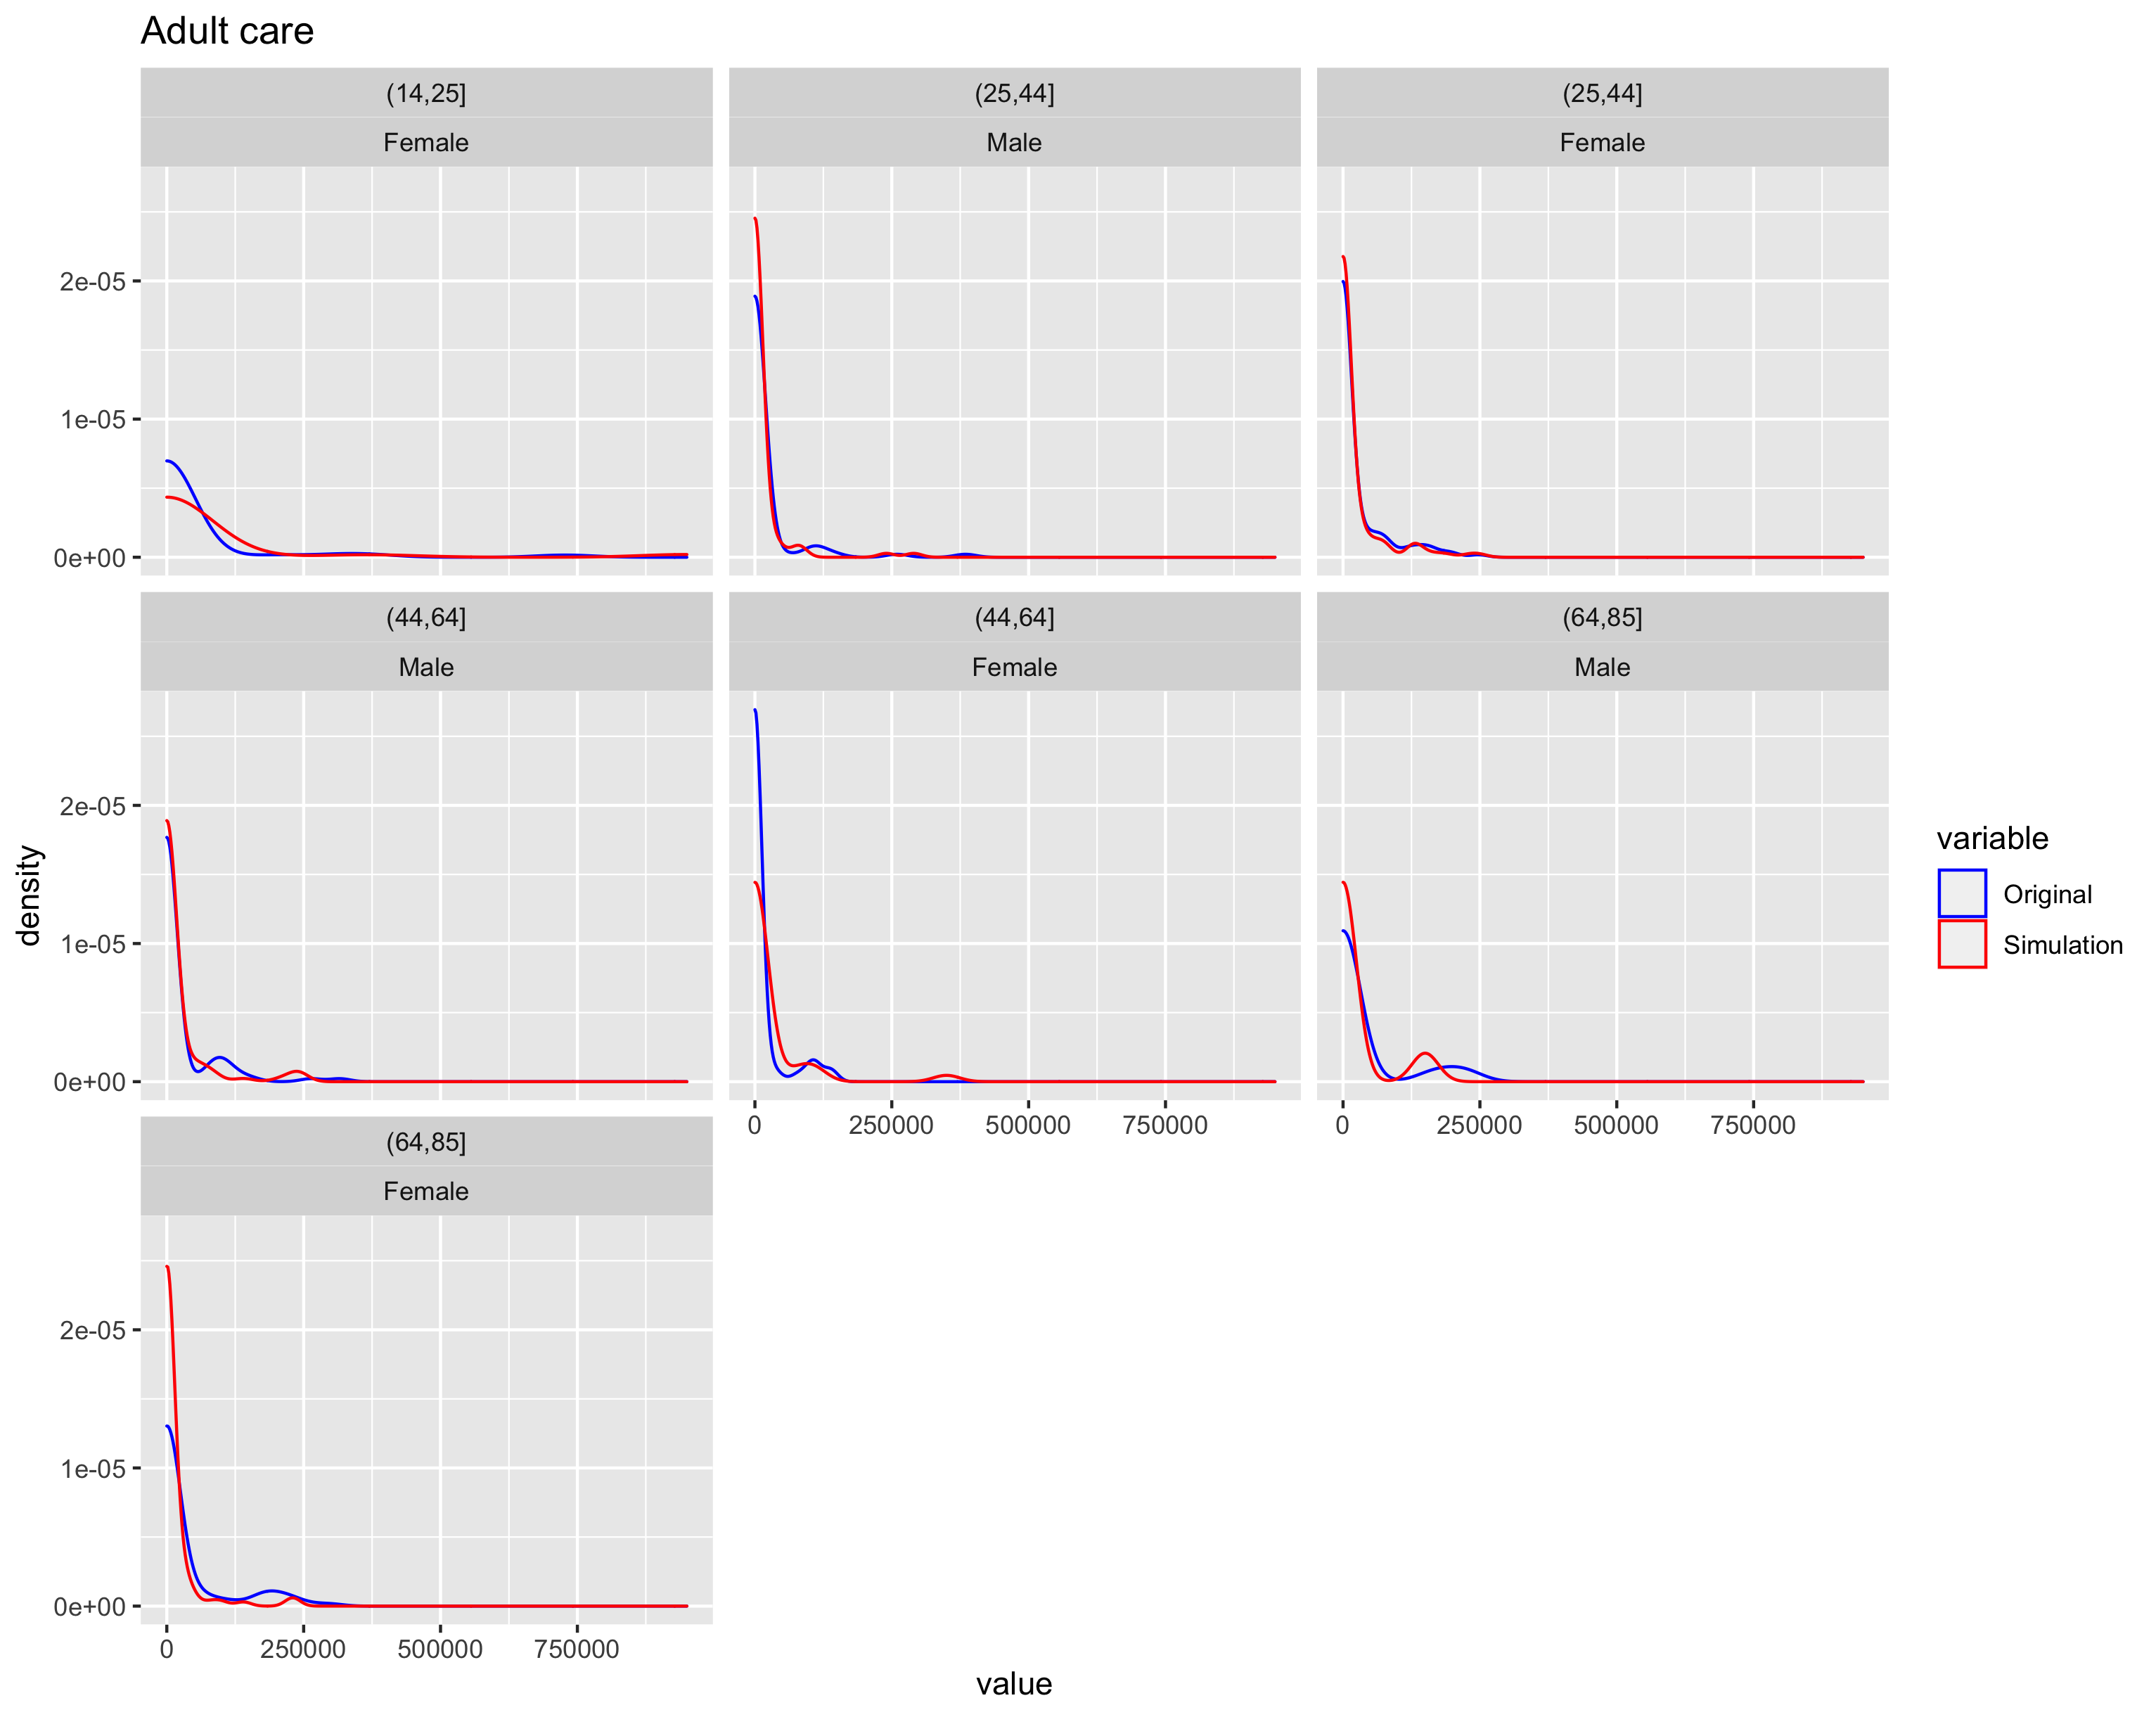 Adult care
(14,25]
(25,44]
(25,44]
Female
Male
Female
2e-05
1e-05
0e+00
(44,64]
(44,64]
(64,85]
Male
Female
Male
2e-05
1e-05
0e+00
0
250000
500000
750000
0
250000
500000
750000
(64,85]
Female
2e-05
1e-05
0e+00
0
250000
500000
750000
value
density
variable
Original
Simulation